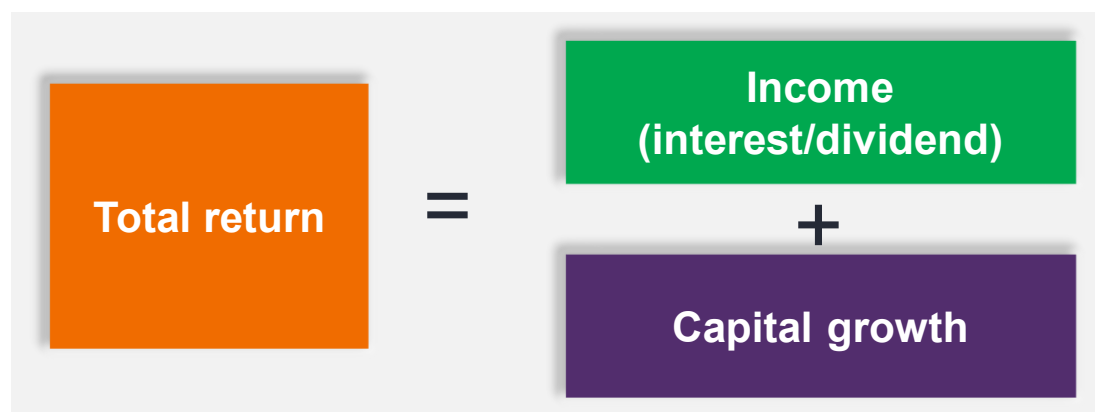 Total return
=
Income
(interest/dividend)
+
Capital growth